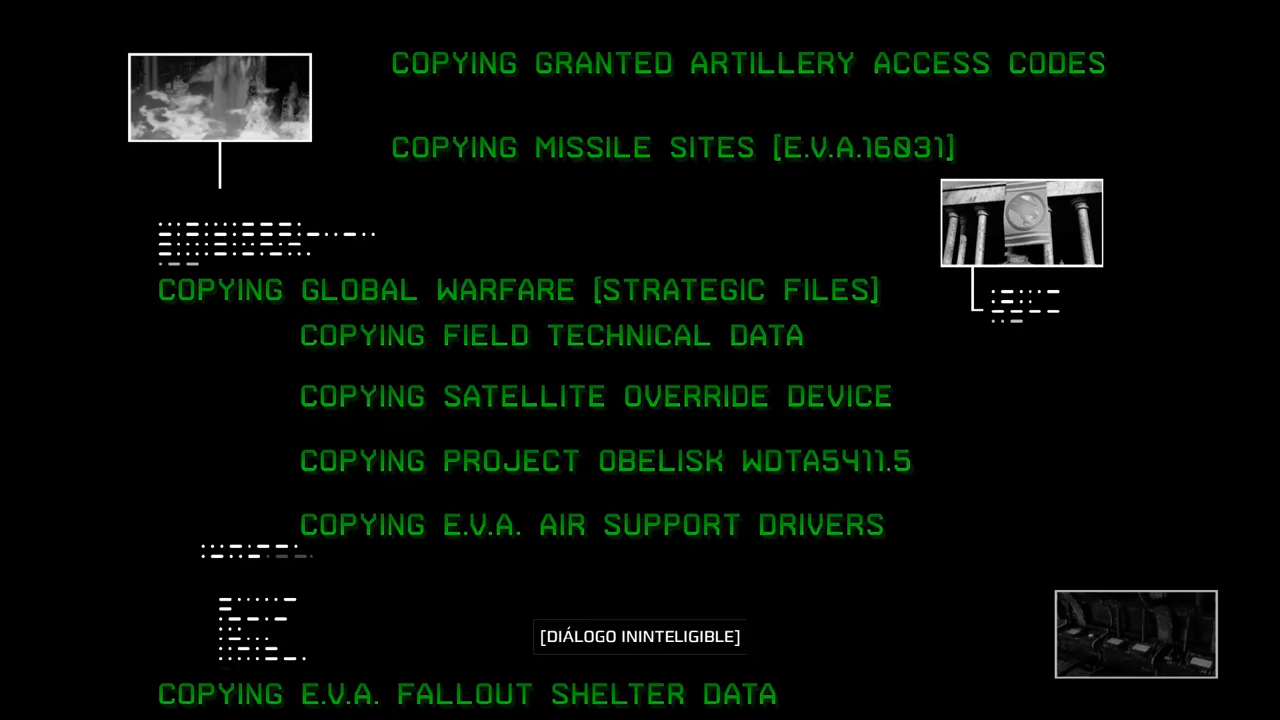 COPYING GRANTED ARTILLERY ACCESS CODES
COPYING MISSILE SITES [E.V.A.16031]
COPYING GLOBAL WARFARE [STRATEGIC FILES]
COPYING FIELD TECHNICAL DATA
COPYING SATELLITE OVERRIDE DEVICE
COPYING PROJECT OBELISK WDTA5411.5
COPYING E.V.A. AIR SUPPORT DRIVERS
[DIÁLOGO ININTELIGIBLE]
COPYING E.V.A. FALLOUT SHELTER DATA